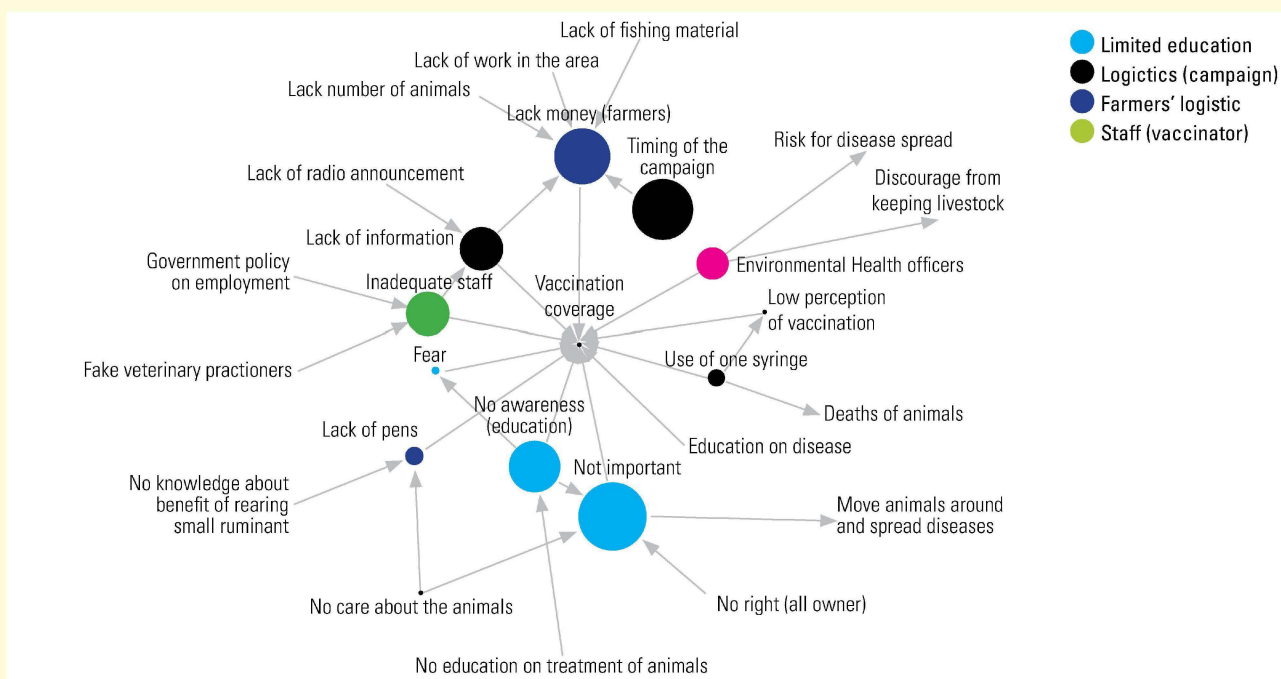 Lack of fishing material
Lack of work in the area
Lack number of animals
Lack money (farmers)
Timing of the
campaign
Limited education
Logictics (campaign)
Farmers' logistic
Staff (vaccinator)
Risk for disease spread
Discourage from
keeping livestock
Lack of radio announcement
Lack of information
Government policy
on employment
Inadequate staff
Vaccination
coverage
Environmental Health officers
Low perception
of vaccination
Fake veterinary practioners
Fear
Use of one syringe
Deaths of animals
No awareness
(education)
Education on disease
Lack of pens
Not important
No knowledge about
benefit of rearing
small ruminant
Move animals around
and spread diseases
No care about the animals
No right (all owner)
No education on treatment of animals